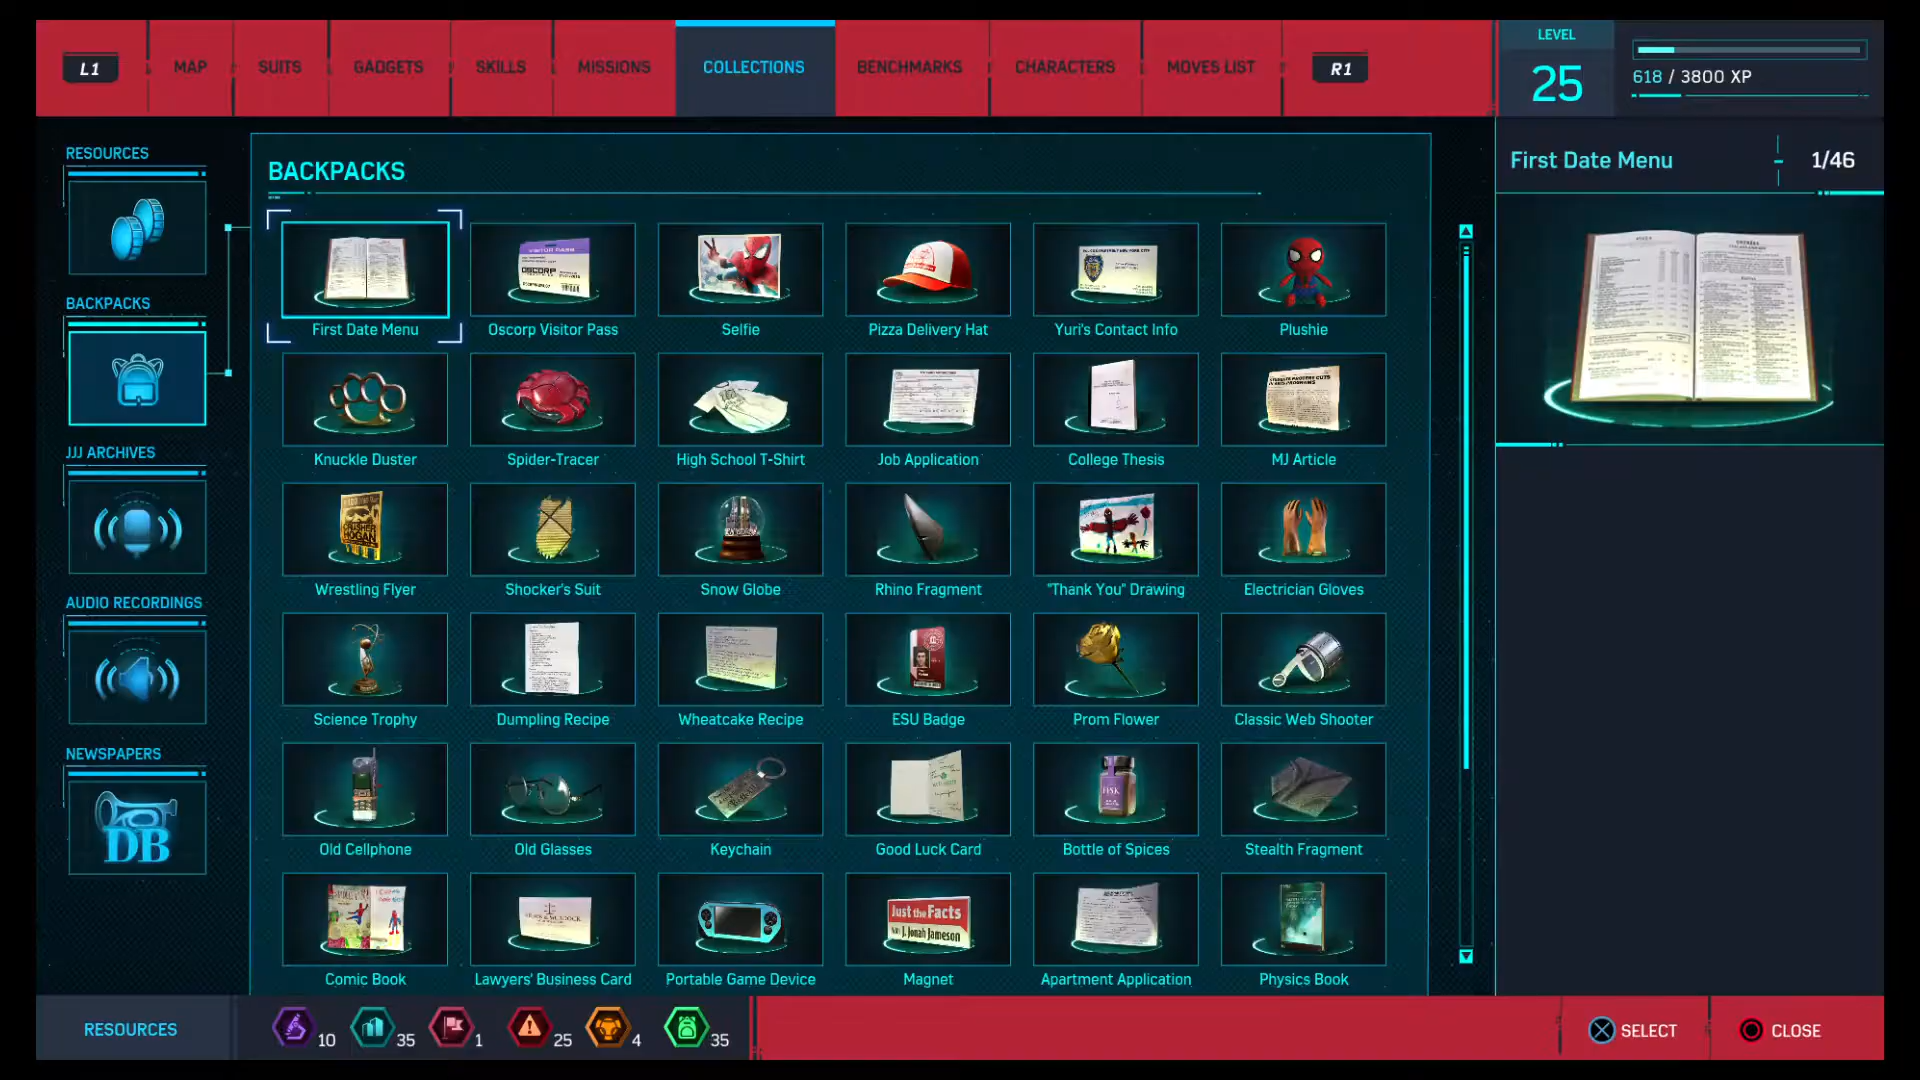 L1
MAP
SUITS
GADGETS
SKILLS
MISSIONS
COLLECTIONS
BENCHMARKS
CHARACTERS
MOVES LIST
R1
LEVEL
25
618 / 3800 XP
RESOURCES
BACKPACKS
JJJ ARCHIVES
AUDIO RECORDINGS
NEWSPAPERS
DB
BACKPACKS
First Date Menu
VISITOR PASS
OSCORP
Oscorp Visitor Pass
Selfie
Pizza Delivery Hat
Yuri's Contact Info
Plushie
Knuckle Duster
Spider-Tracer
High School T-Shirt
Job Application
College Thesis
MJ Article
CRUSHER
HOGAN
Wrestling Flyer
Shocker's Suit
Snow Globe
Rhino Fragment
"Thank You" Drawing
Electrician Gloves
Science Trophy
Dumpling Recipe
Wheatcake Recipe
ESU Badge
Prom Flower
Classic Web Shooter
Old Cellphone
Old Glasses
Keychain
Good Luck Card
Bottle of Spices
Stealth Fragment
Comic Book
Lawyers' Business Card
Portable Game Device
Just the Facts
J. Jonah Jameson
Magnet
Apartment Application
Physics Book
First Date Menu
1/46
RESOURCES
10
35
1
25
4
35
SELECT
CLOSE